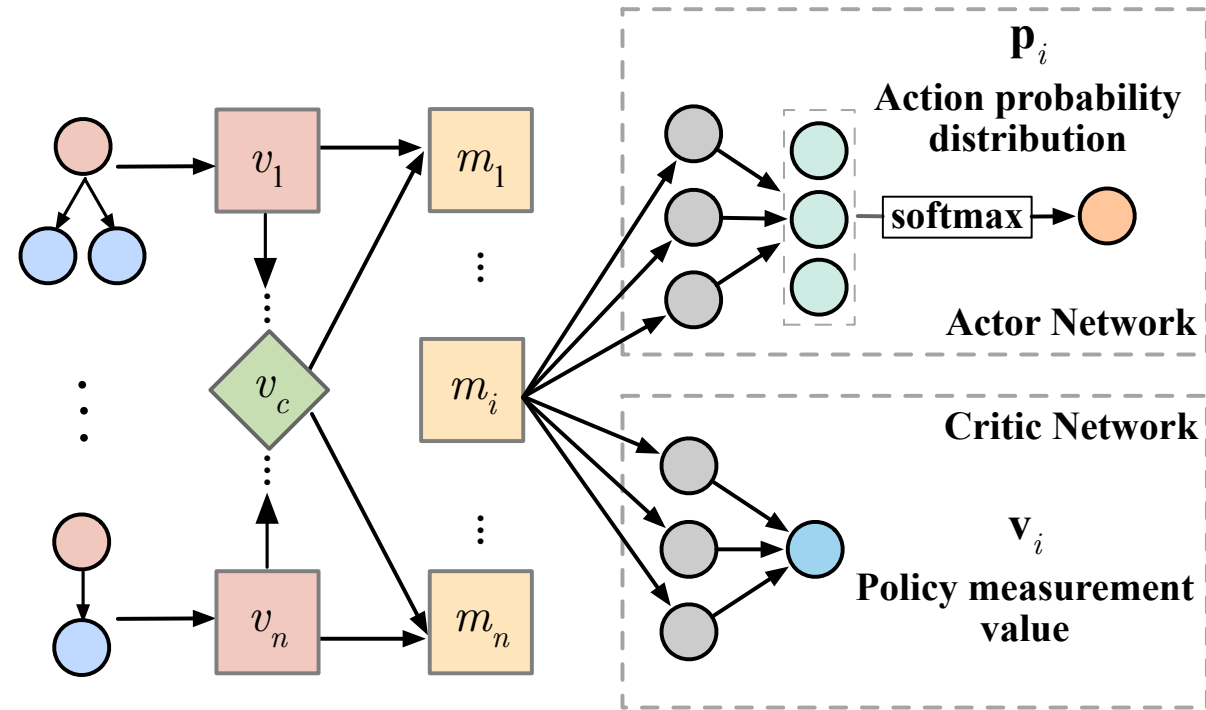 v_1
v_c
v_n
m_1
m_i
m_n
p_i
Action probability
distribution
softmax
Actor Network
Critic Network
v_i
Policy measurement
value